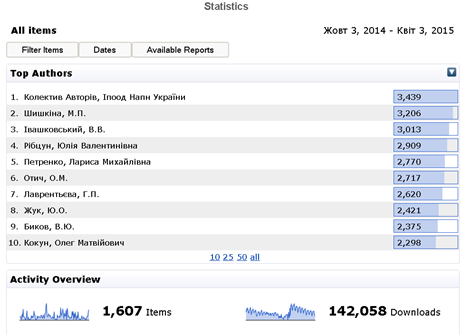 Statistics
All items Жовт 3, 2014 - Квіт 3, 2015
Filter Items Dates Available Reports
Top Authors
1. Колектив Авторів, Іпоод Напн України 3,439
2. Шишкіна, М.П. 3,206
3. Івашковський, В.В. 3,013
4. Рібцун, Юлія Валентинівна 2,909
5. Петренко, Лариса Михайлівна 2,770
6. Отич, О.М. 2,717
7. Лаврентьєва, Г.П. 2,620
8. Жук, Ю.О. 2,421
9. Биков, В.Ю. 2,375
10. Кокун, Олег Матвійович 2,298
10 25 50 all
Activity Overview
1,607 Items 142,058 Downloads